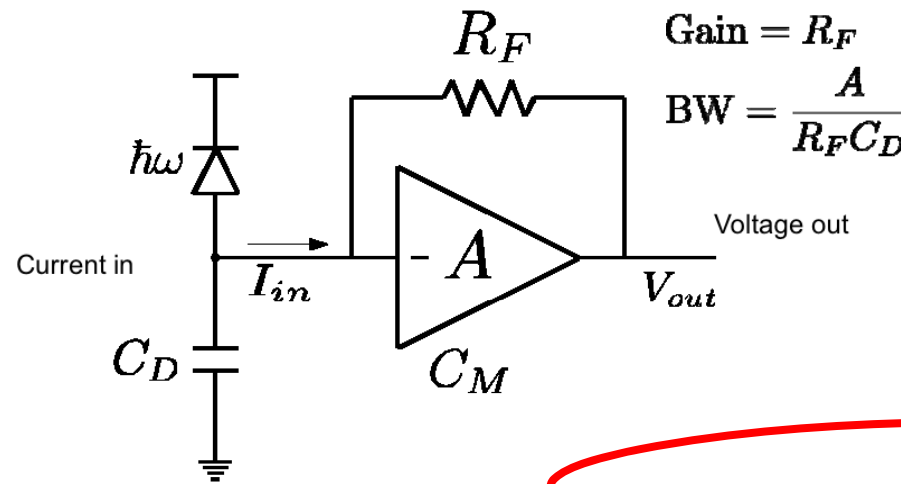 R_F
Gain = R_F
BW = A / (R_F C_D)
ħω
Current in
I_in
− A
Voltage out
V_out
C_D
C_M